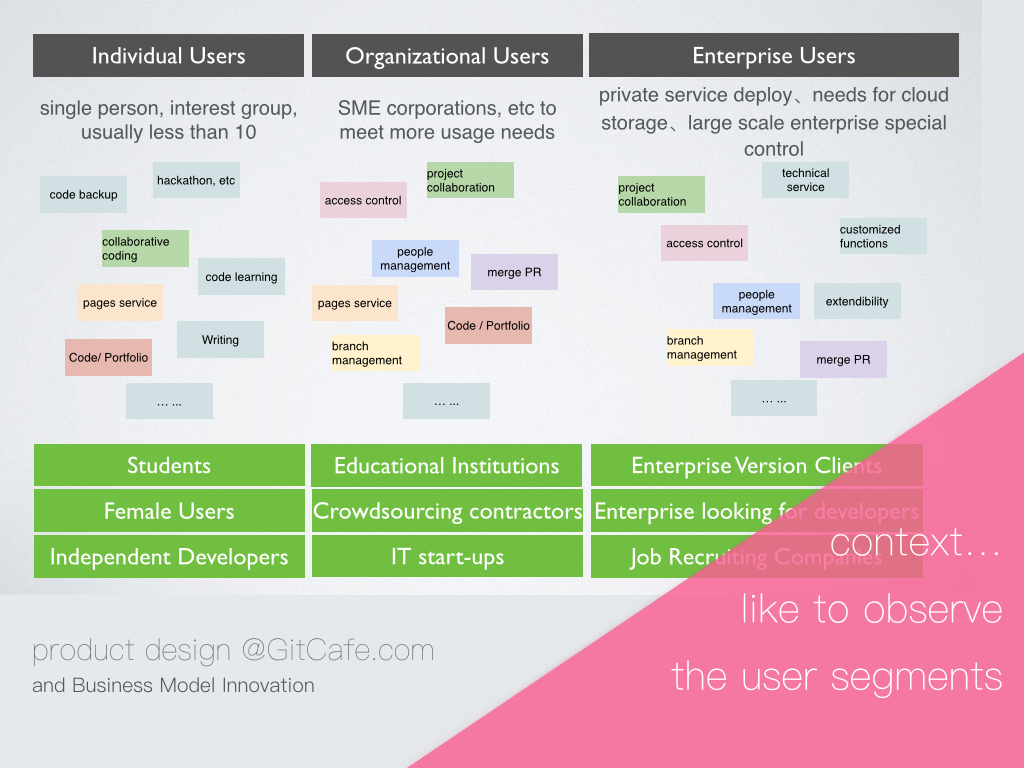 Individual Users
single person, interest group,
usually less than 10
code backup
hackathon, etc
collaborative
coding
code learning
pages service
Writing
Code/ Portfolio
... ...
Students
Female Users
Independent Developers
Organizational Users
SME corporations, etc to
meet more usage needs
project
collaboration
access control
people
management
merge PR
pages service
Code / Portfolio
branch
management
... ...
Educational Institutions
Crowdsourcing contractors
IT start-ups
Enterprise Users
private service deploy、needs for cloud
storage、large scale enterprise special
control
technical
service
project
collaboration
customized
functions
access control
people
management
extendibility
branch
management
merge PR
... ...
Enterprise Version Clients
Enterprise looking for developers
Job Recruiting Companies
context...
like to observe
the user segments
product design @GitCafe.com
and Business Model Innovation